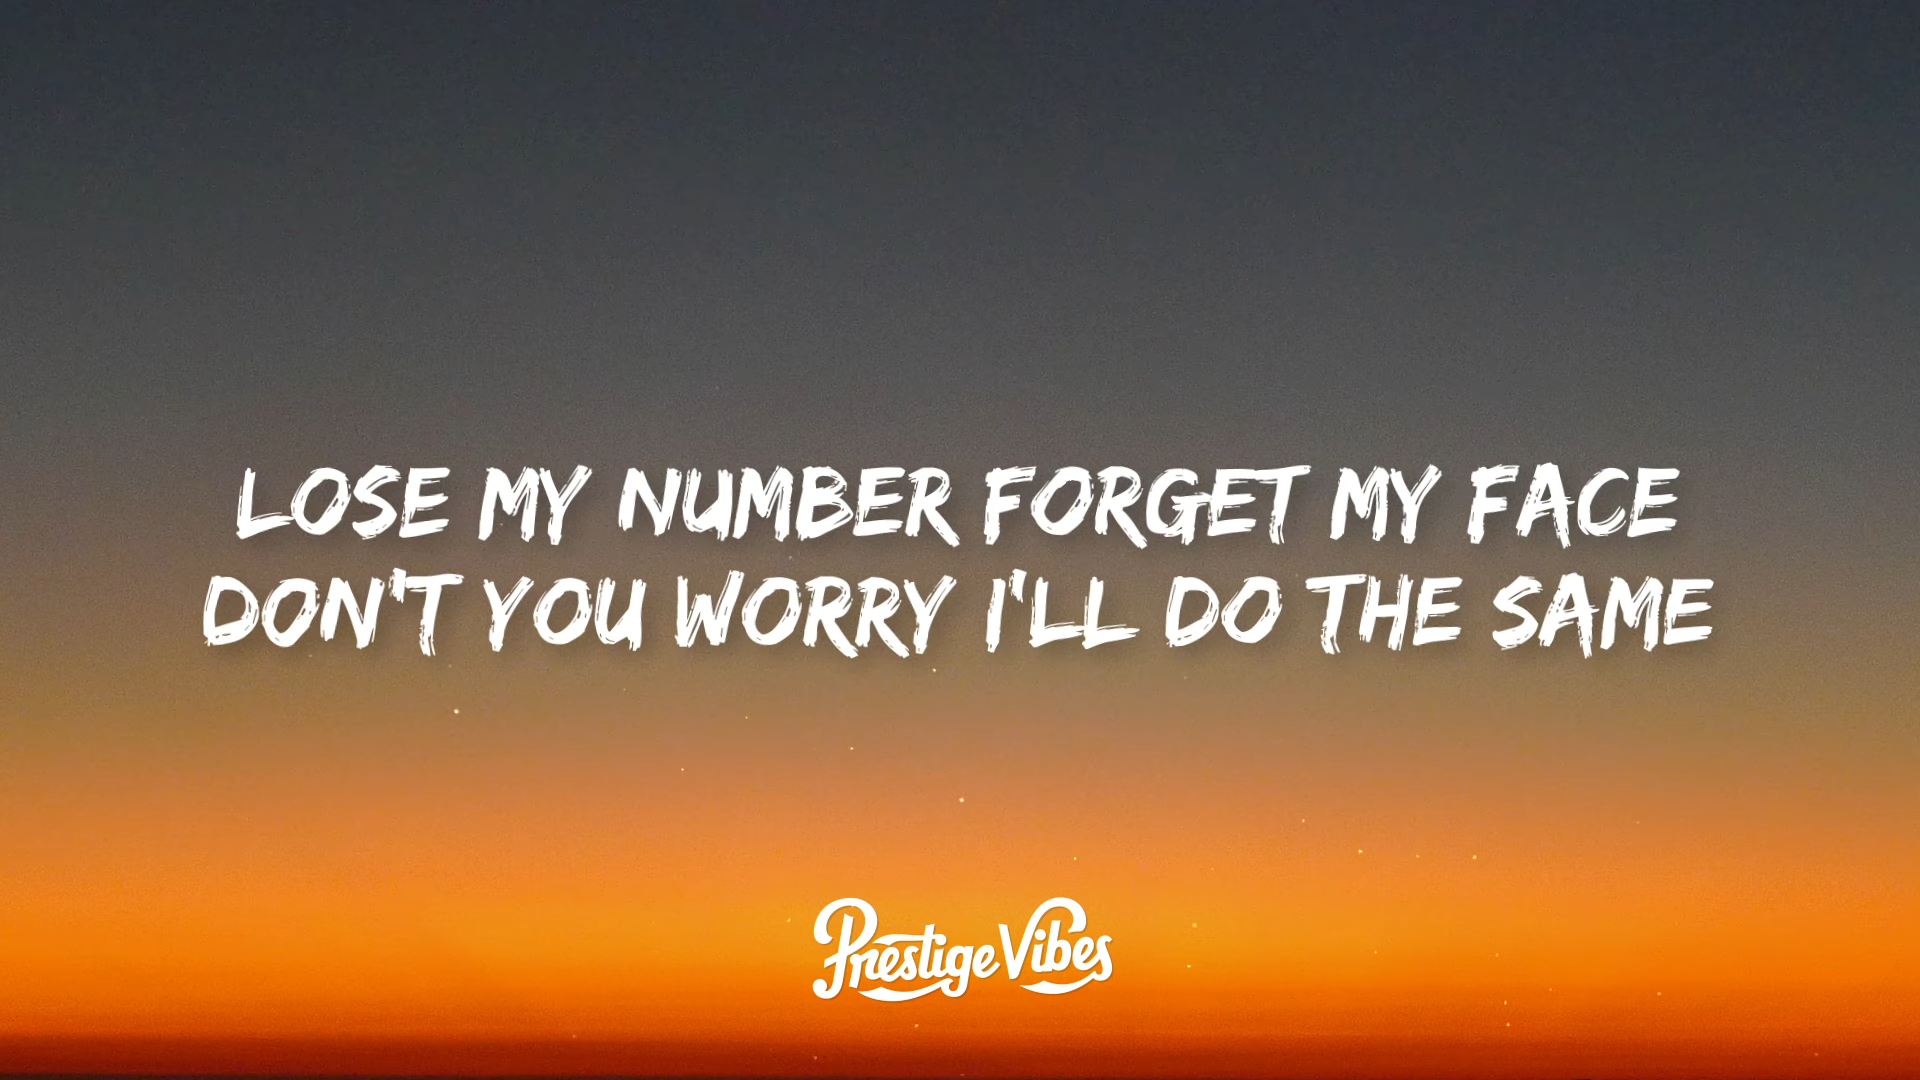 LOSE MY NUMBER FORGET MY FACE
DON'T YOU WORRY I'LL DO THE SAME
Prestige Vibes